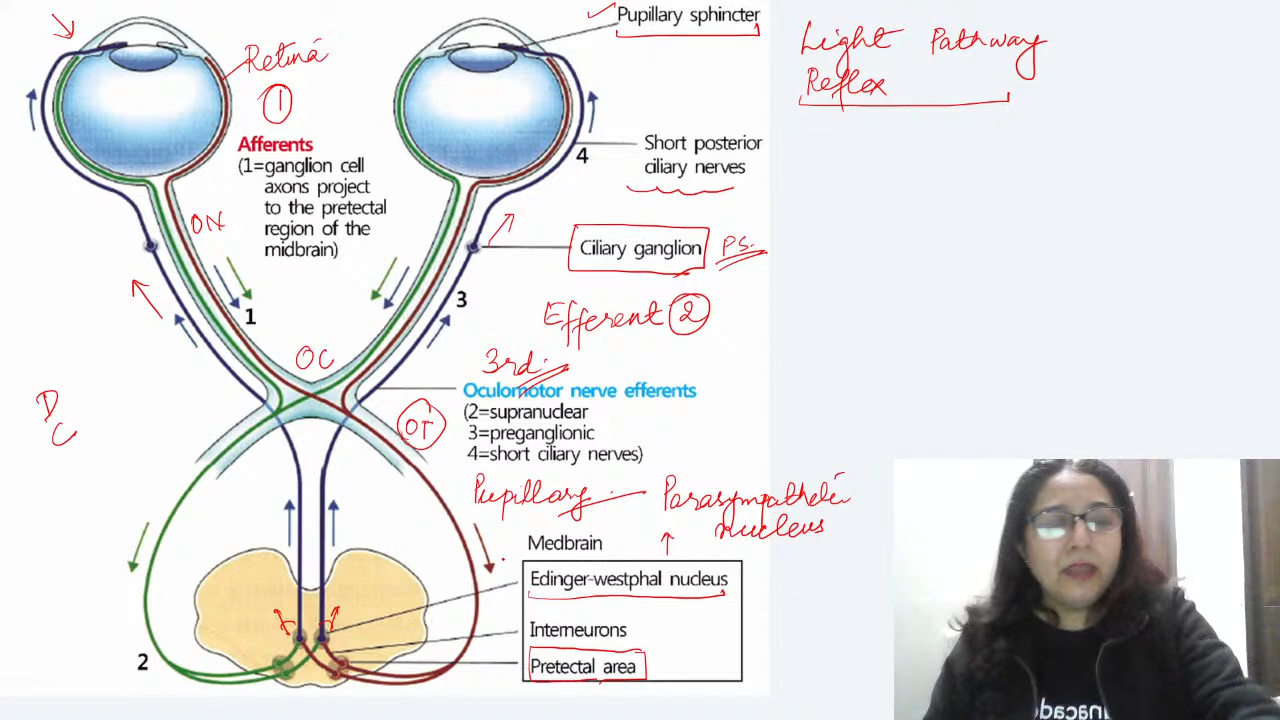 Pupillary sphincter
Light Pathway
Reflex
Retina
1
Afferents
(1=ganglion cell
axons project
to the pretectal
region of the
midbrain)
Short posterior
ciliary nerves
4
ON
Ciliary ganglion
PS.
1
3
Efferent 2
OC
3rd.
Oculomotor nerve efferents
(2=supranuclear
3=preganglionic
4=short ciliary nerves)
OT
D
C
Pupillary
Parasympathetic
nucleus
Medbrain
Edinger-westphal nucleus
Interneurons
Pretectal area
2